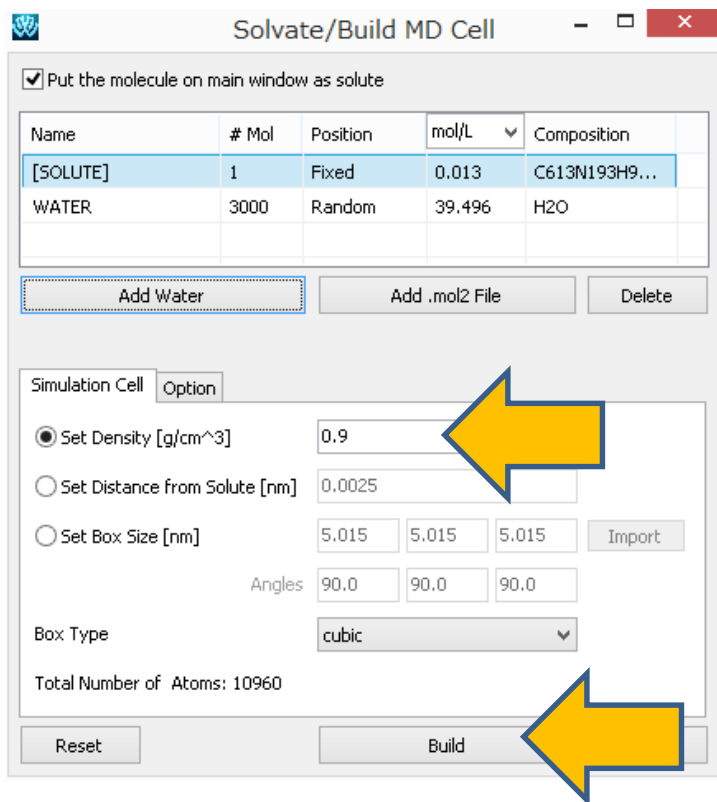 Solvate/Build MD Cell
Put the molecule on main window as solute
Name # Mol Position mol/L Composition
[SOLUTE] 1 Fixed 0.013 C613N193H9...
WATER 3000 Random 39.496 H2O
Add Water Add .mol2 File Delete
Simulation Cell Option
Set Density [g/cm^3] 0.9
Set Distance from Solute [nm] 0.0025
Set Box Size [nm] 5.015 5.015 5.015 Import
Angles 90.0 90.0 90.0
Box Type cubic
Total Number of Atoms: 10960
Reset Build